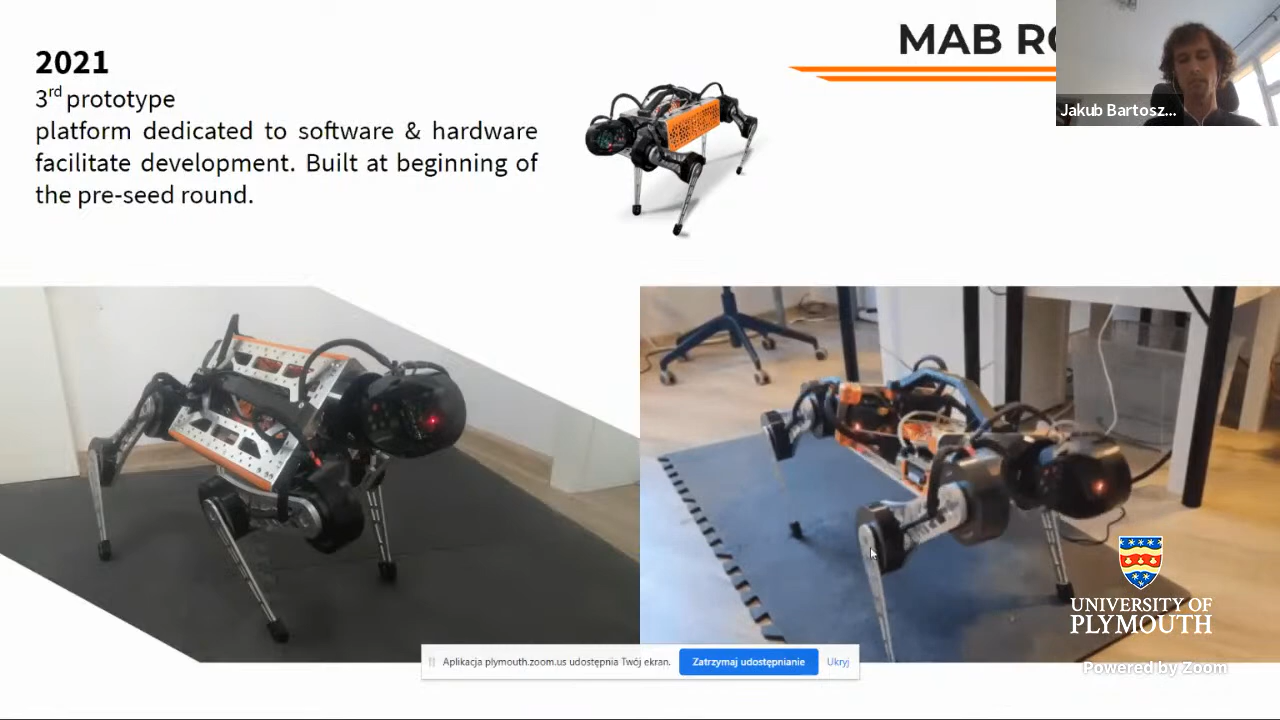 2021
3rd prototype
platform dedicated to software & hardware
facilitate development. Built at beginning of
the pre-seed round.
MAB RO
Jakub Bartosz...
UNIVERSITY OF
PLYMOUTH
Powered by Zoom
Aplikacja plymouth.zoom.us udostępnia Twój ekran.
Zatrzymaj udostępnianie
Ukryj